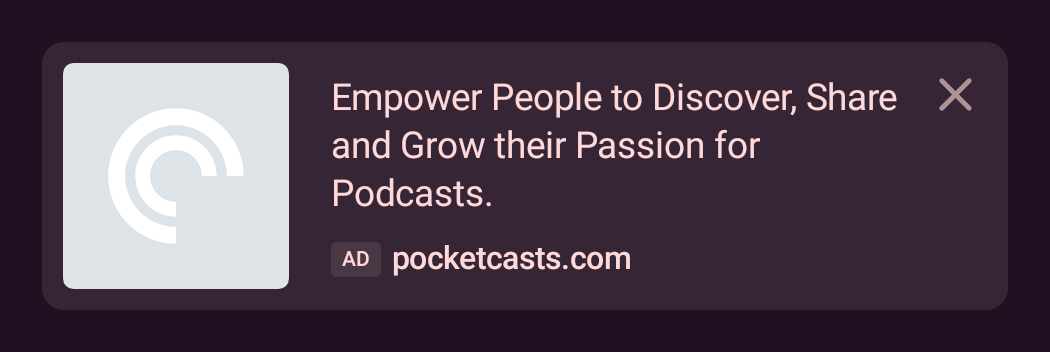 Empower People to Discover, Share
and Grow their Passion for
Podcasts.
AD pocketcasts.com